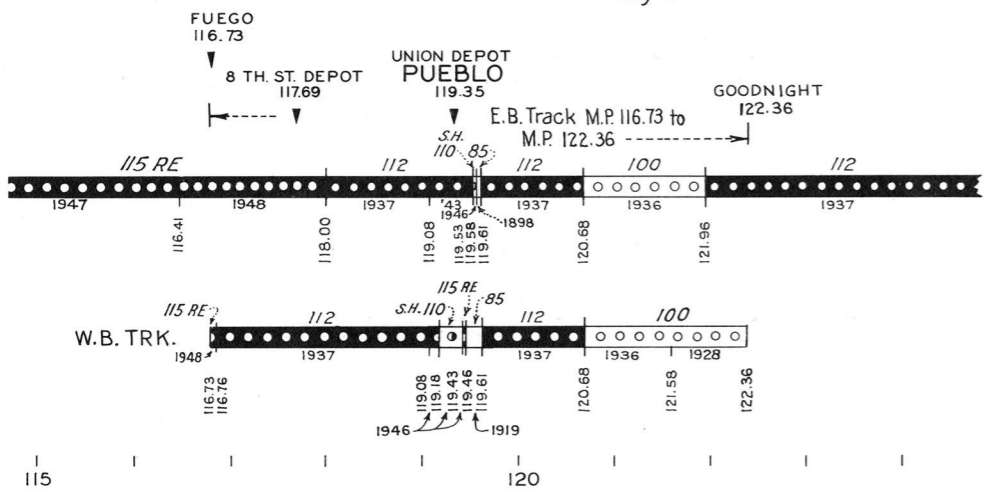 FUEGO
116.73
8 TH. ST. DEPOT
117.69
UNION DEPOT
PUEBLO
119.35
GOODNIGHT
122.36
E.B. Track M.P. 116.73 to
M.P. 122.36
115 RE 112 S.H. 110 85 112 100 112
1947 1948 1937 '43 1946 1898 1937 1936 1937
116.41 118.00 119.08 119.53 119.58 119.61 120.68 121.96
W.B. TRK.
115 RE 112 S.H. 110 115 RE 85 112 100
1948 1937 1937 1936 1928
116.73 116.76 119.08 119.18 119.43 119.46 119.61 120.68 121.58 122.36
1946 1919
115 120